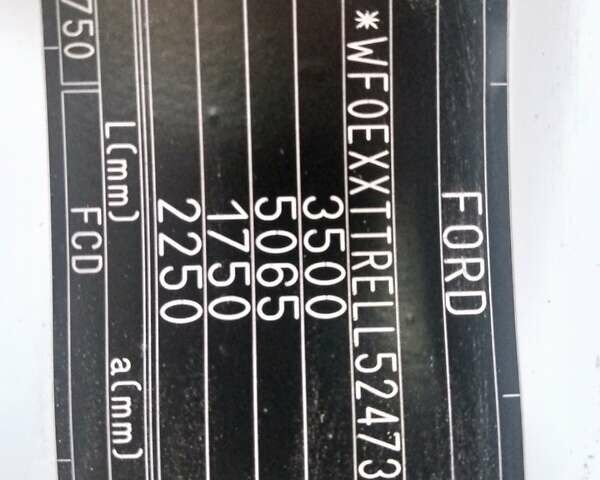 FORD
*WF0EXXTTRELL52473
3500
5065
1750
2250
L(mm) a(mm)
750 FCD